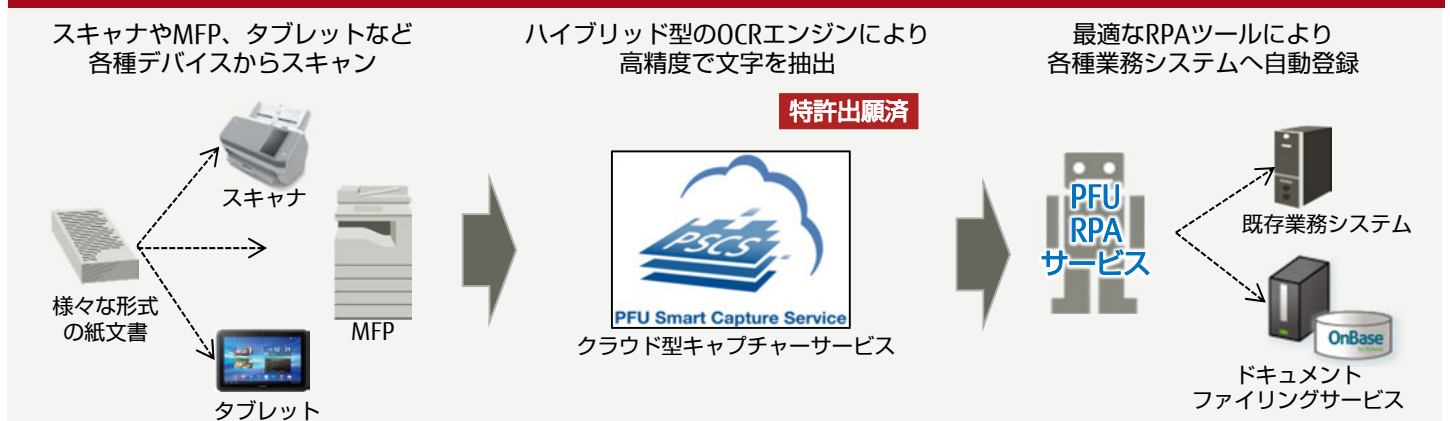 スキャナやMFP、タブレットなど
各種デバイスからスキャン
スキャナ
様々な形式
の紙文書
MFP
タブレット
ハイブリッド型のOCRエンジンにより
高精度で文字を抽出
特許出願済
PSCS
PFU Smart Capture Service
クラウド型キャプチャーサービス
最適なRPAツールにより
各種業務システムへ自動登録
PFU
RPA
サービス
既存業務システム
OnBase
ドキュメント
ファイリングサービス